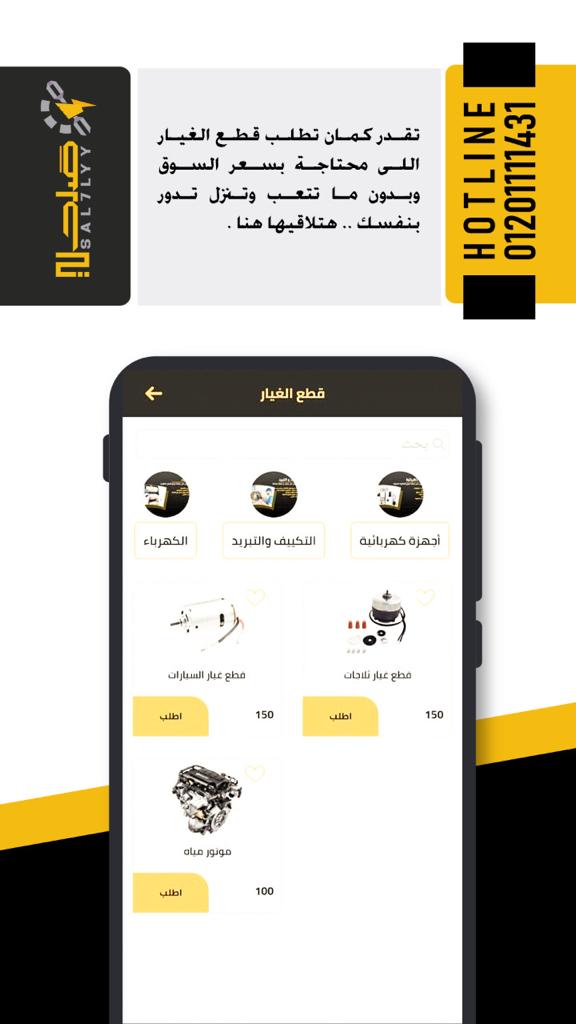 صلحلي
SAL7LYY
تقدر كمان تطلب قطع الغيار
اللى محتاجة بسعر السوق
وبدون ما تتعب وتنزل تدور
بنفسك .. هتلاقيها هنا .
HOTLINE
01201111431
قطع الغيار
بحث
أجهزة كهربائية
التكييف والتبريد
الكهرباء
قطع غيار ثلاجات
قطع غيار السيارات
150
اطلب
150
اطلب
موتور مياه
100
اطلب